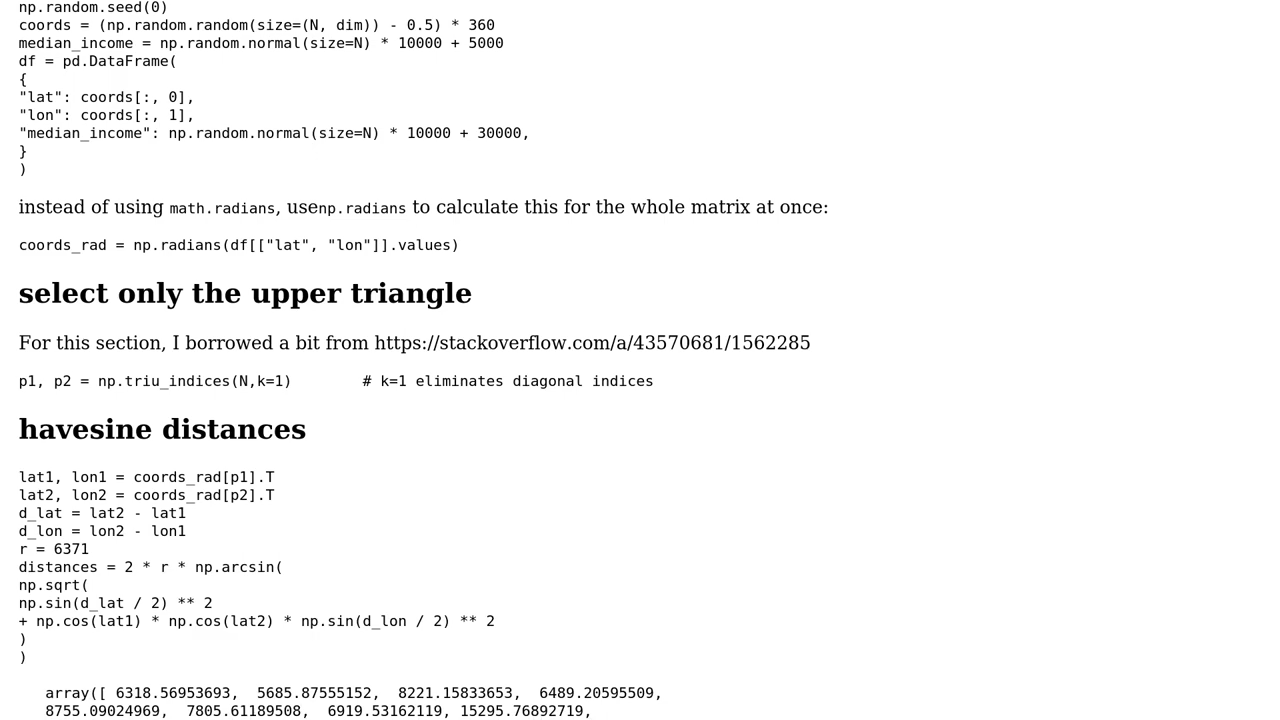 np.random.seed(0)
coords = (np.random.random(size=(N, dim)) - 0.5) * 360
median_income = np.random.normal(size=N) * 10000 + 5000
df = pd.DataFrame(
{
"lat": coords[:, 0],
"lon": coords[:, 1],
"median_income": np.random.normal(size=N) * 10000 + 30000,
}
)
instead of using math.radians, usenp.radians to calculate this for the whole matrix at once:
coords_rad = np.radians(df[["lat", "lon"]].values)
select only the upper triangle
For this section, I borrowed a bit from https://stackoverflow.com/a/43570681/1562285
p1, p2 = np.triu_indices(N,k=1)        # k=1 eliminates diagonal indices
havesine distances
lat1, lon1 = coords_rad[p1].T
lat2, lon2 = coords_rad[p2].T
d_lat = lat2 - lat1
d_lon = lon2 - lon1
r = 6371
distances = 2 * r * np.arcsin(
np.sqrt(
np.sin(d_lat / 2) ** 2
+ np.cos(lat1) * np.cos(lat2) * np.sin(d_lon / 2) ** 2
)
)
array([ 6318.56953693,  5685.87555152,  8221.15833653,  6489.20595509,
8755.09024969,  7805.61189508,  6919.53162119, 15295.76892719,